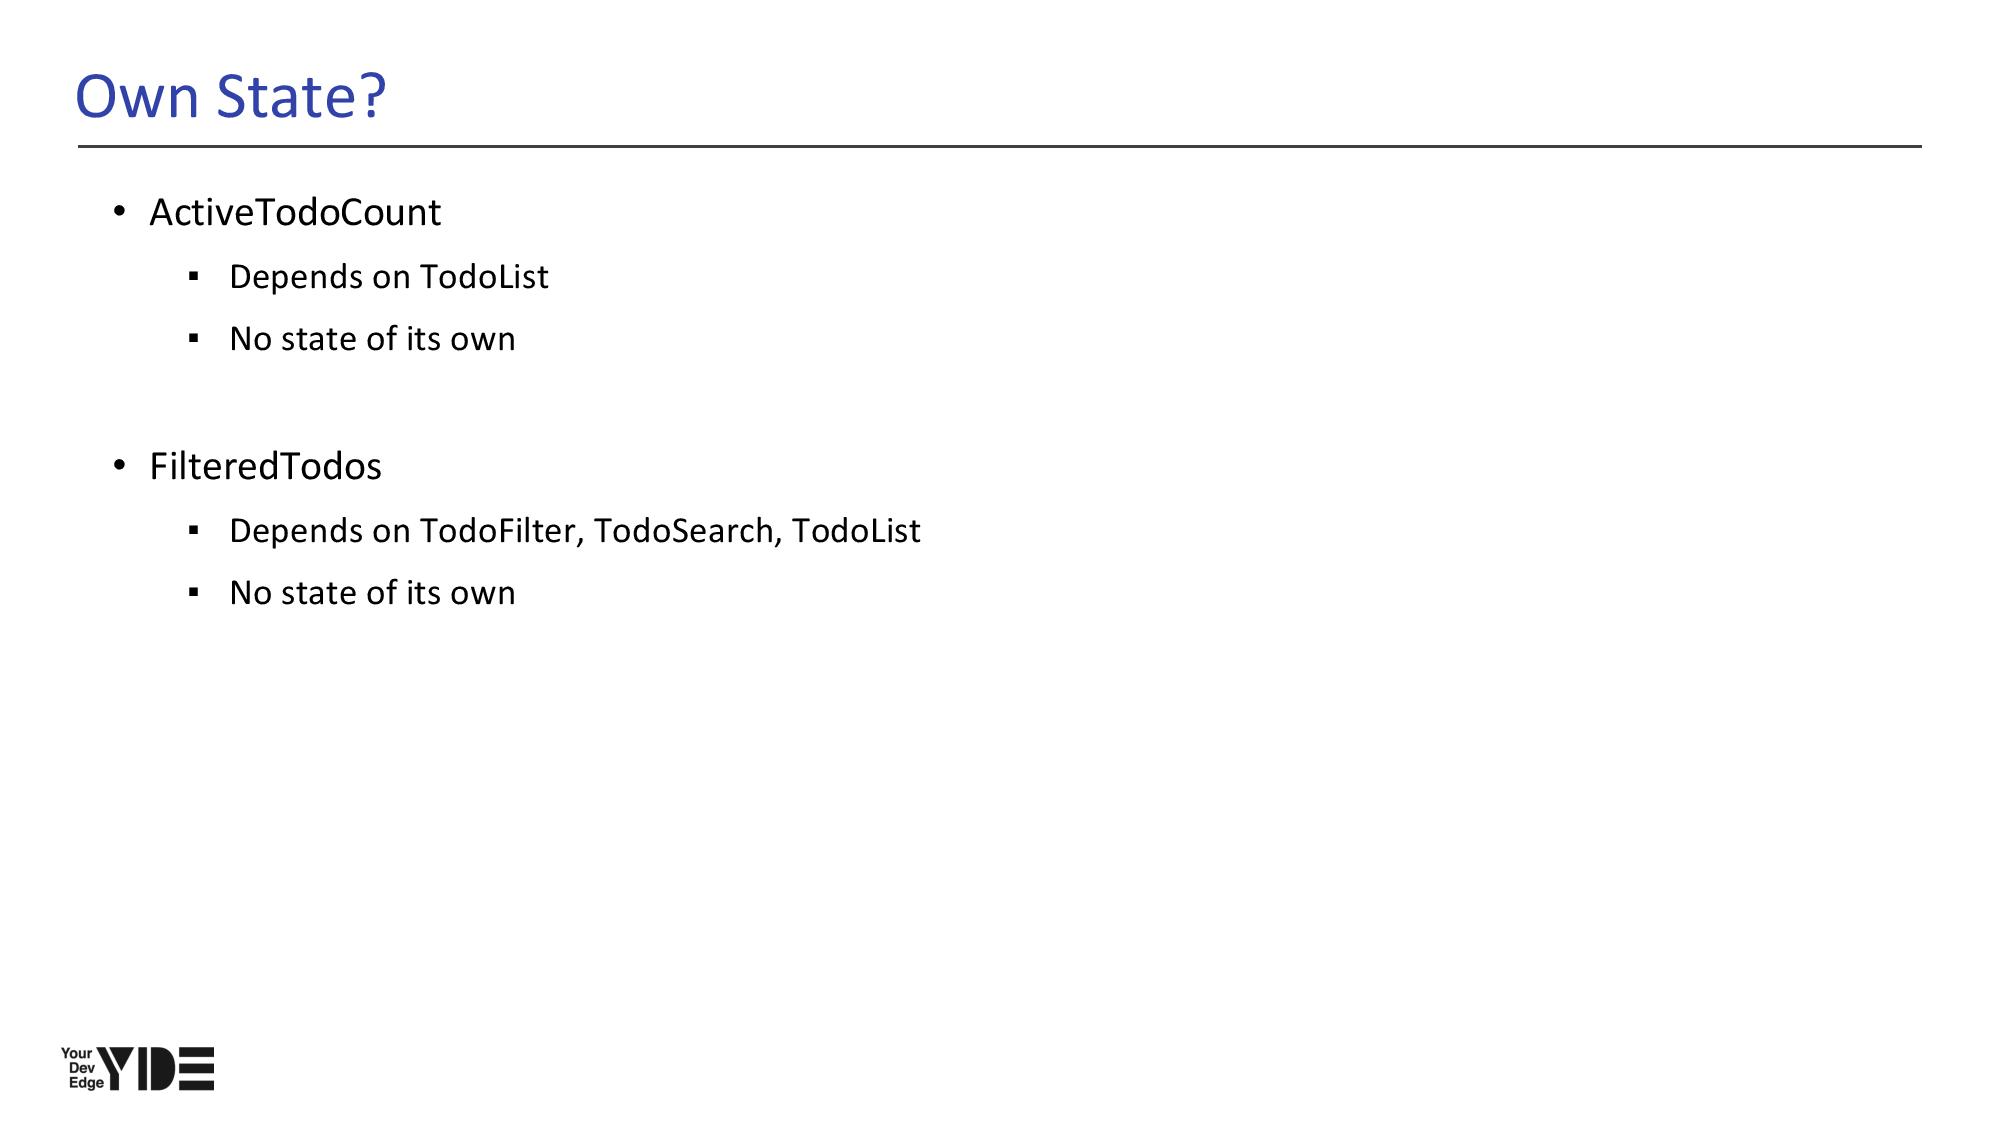 Own State?
• ActiveTodoCount
▪ Depends on TodoList
▪ No state of its own
• FilteredTodos
▪ Depends on TodoFilter, TodoSearch, TodoList
▪ No state of its own
Your
Dev
Edge
YDE